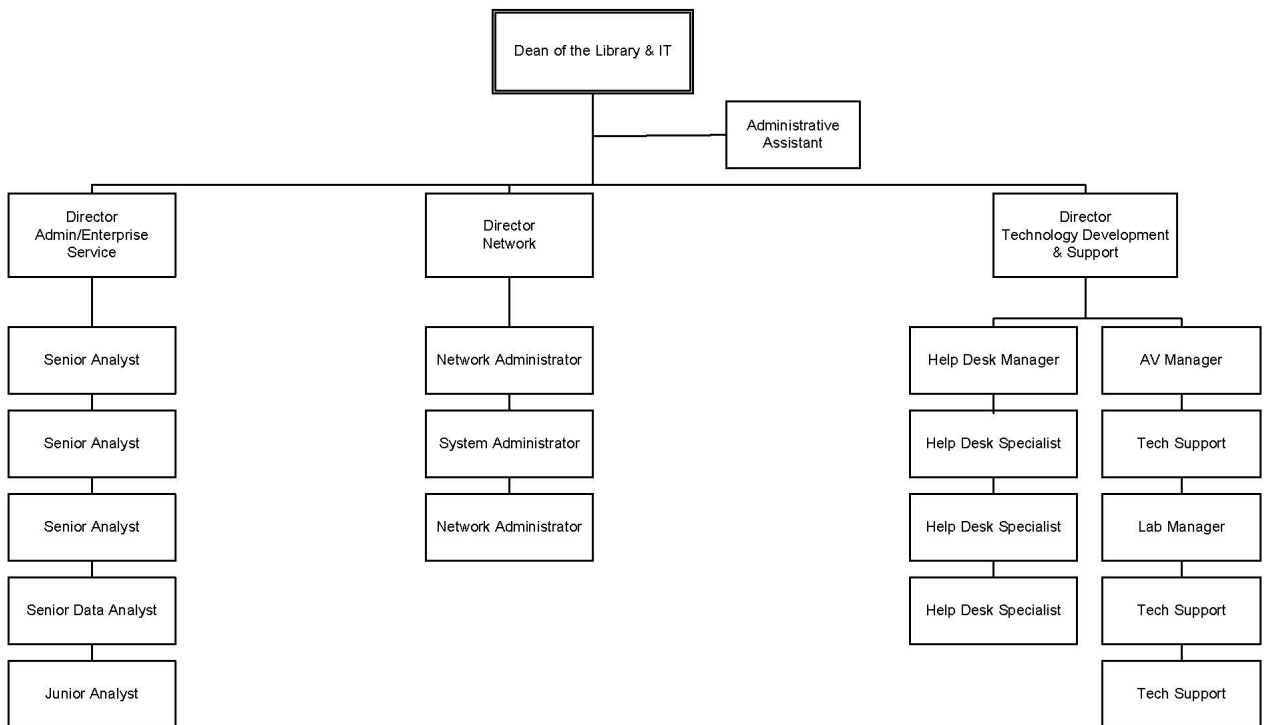 Dean of the Library & IT
Administrative
Assistant
Director
Admin/Enterprise
Service
Director
Network
Director
Technology Development
& Support
Senior Analyst
Network Administrator
Help Desk Manager
AV Manager
Senior Analyst
System Administrator
Help Desk Specialist
Tech Support
Senior Analyst
Network Administrator
Help Desk Specialist
Lab Manager
Senior Data Analyst
Help Desk Specialist
Tech Support
Junior Analyst
Tech Support